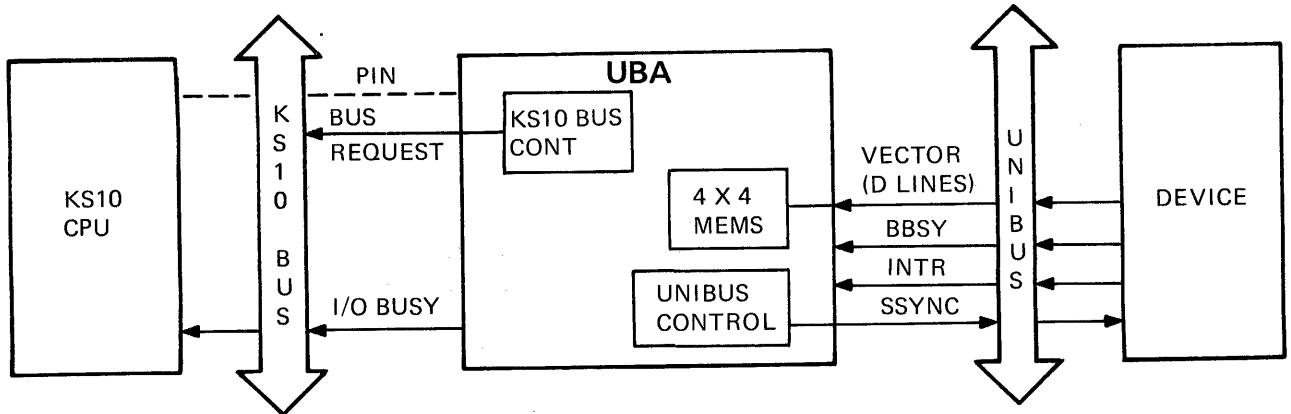 KS10
CPU
KS10 BUS
PIN
BUS
REQUEST
I/O BUSY
UBA
KS10 BUS
CONT
4 X 4
MEMS
UNIBUS
CONTROL
VECTOR
(D LINES)
BBSY
INTR
SSYNC
UNIBUS
DEVICE